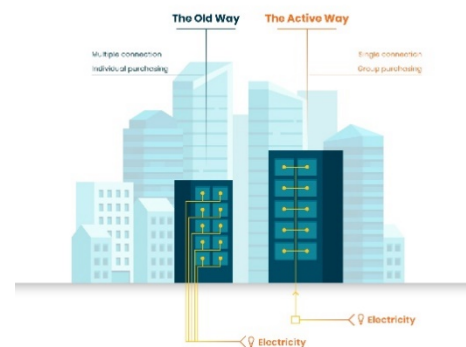 The Old Way
Multiple connection
Individual purchasing
The Active Way
Single connection
Group purchasing
Electricity
Electricity